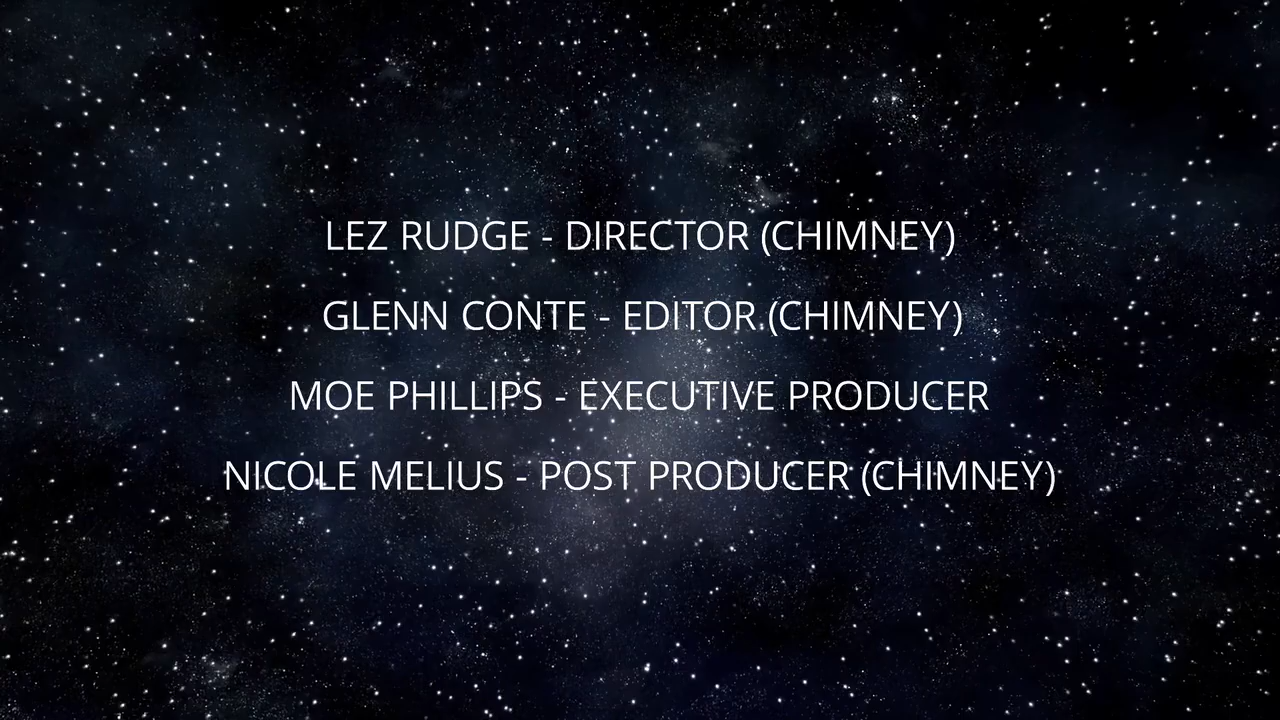 LEZ RUDGE - DIRECTOR (CHIMNEY)
GLENN CONTE - EDITOR (CHIMNEY)
MOE PHILLIPS - EXECUTIVE PRODUCER
NICOLE MELIUS - POST PRODUCER (CHIMNEY)